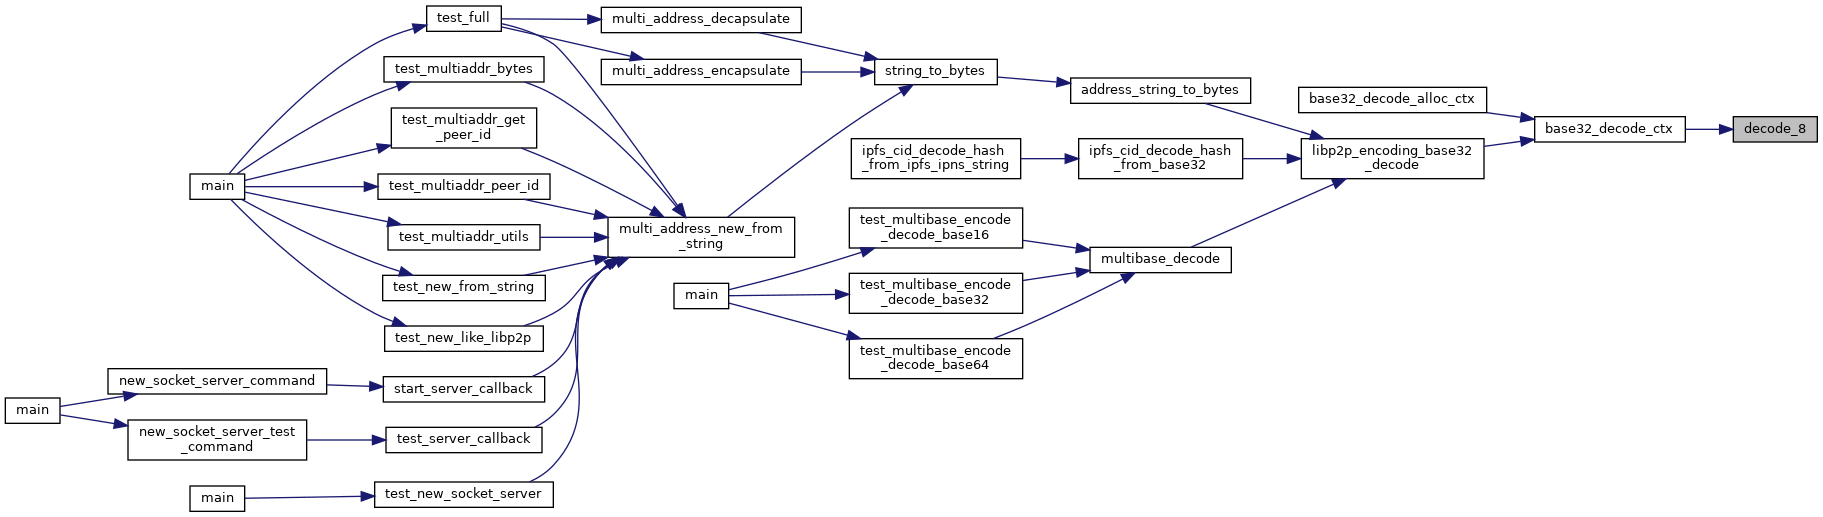 test_full
multi_address_decapsulate
test_multiaddr_bytes
multi_address_encapsulate
string_to_bytes
address_string_to_bytes
base32_decode_alloc_ctx
test_multiaddr_get
_peer_id
base32_decode_ctx
decode_8
ipfs_cid_decode_hash
_from_ipfs_ipns_string
ipfs_cid_decode_hash
_from_base32
libp2p_encoding_base32
_decode
main
test_multiaddr_peer_id
test_multiaddr_utils
multi_address_new_from
_string
test_multibase_encode
_decode_base16
multibase_decode
test_new_from_string
main
test_multibase_encode
_decode_base32
test_new_like_libp2p
test_multibase_encode
_decode_base64
new_socket_server_command
start_server_callback
main
new_socket_server_test
_command
test_server_callback
main
test_new_socket_server